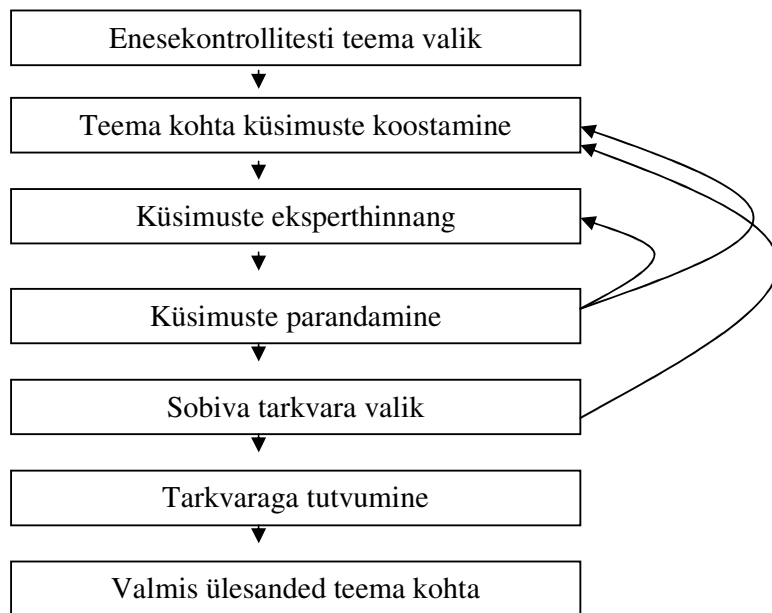 Enesekontrollitesti teema valik
Teema kohta küsimuste koostamine
Küsimuste eksperthinnang
Küsimuste parandamine
Sobiva tarkvara valik
Tarkvaraga tutvumine
Valmis ülesanded teema kohta